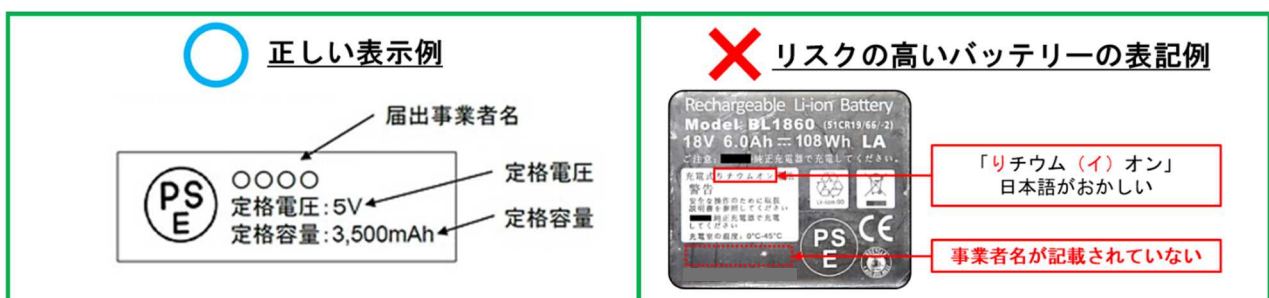 正しい表示例
届出事業者名
PS
E
○○○○
定格電圧:5V
定格容量:3,500mAh
定格電圧
定格容量
リスクの高いバッテリーの表記例
Rechargeable Li-ion Battery
Model BL1860 (51CR19/66/-2)
18V 6.0Ah 108Wh LA
ご注意: 純正充電器で充電してください。
充電式りチウムオン
警告
安全な操作のために取扱
説明書を参照してください
純正充電器で充電
してください
充電室の温度: 0°C-45°C
Li-ion 00
PS
E
CE
「りチウム(イ)オン」
日本語がおかしい
事業者名が記載されていない